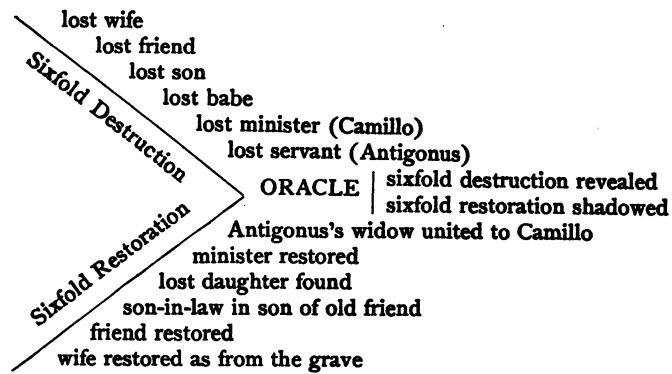 lost wife
lost friend
lost son
lost babe
lost minister (Camillo)
lost servant (Antigonus)
Sixfold Destruction
ORACLE
sixfold destruction revealed
sixfold restoration shadowed
Sixfold Restoration
Antigonus's widow united to Camillo
minister restored
lost daughter found
son-in-law in son of old friend
friend restored
wife restored as from the grave